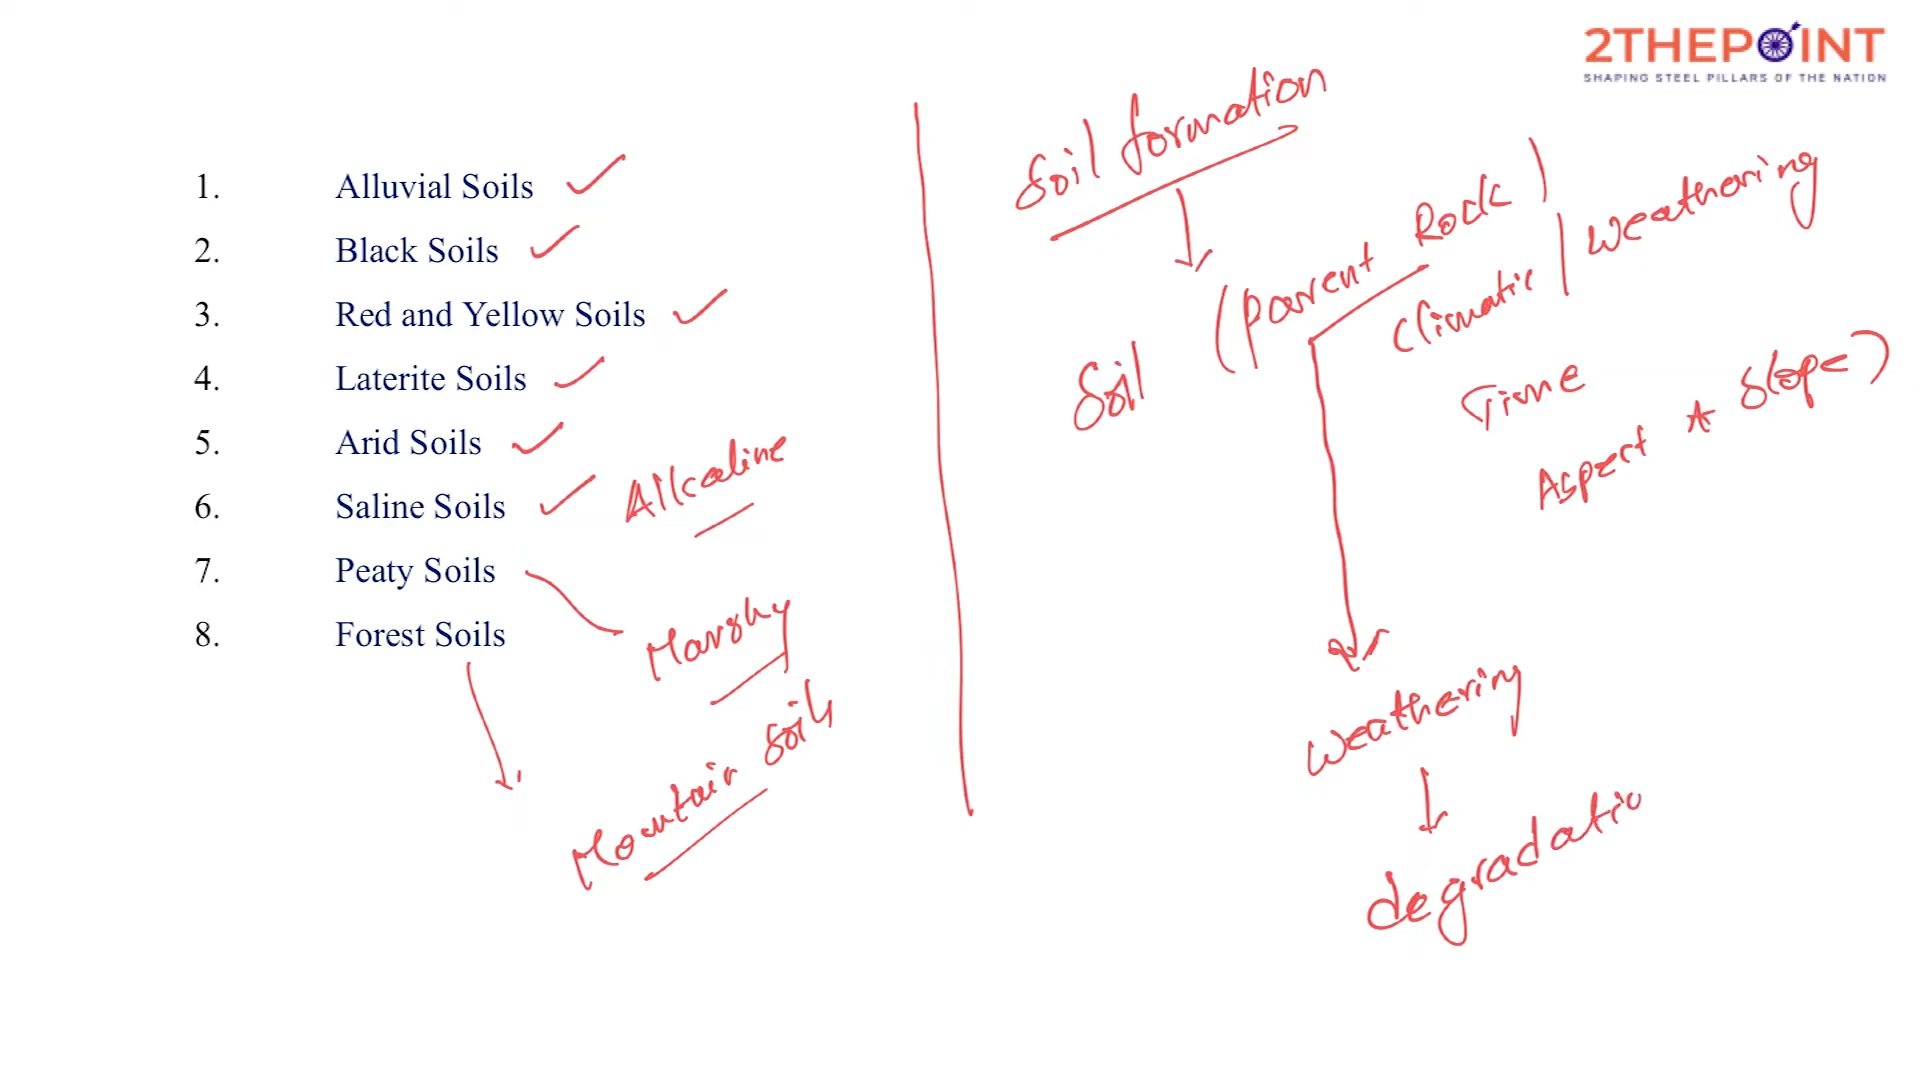 2THEPOINT
SHAPING STEEL PILLARS OF THE NATION
1. Alluvial Soils
2. Black Soils
3. Red and Yellow Soils
4. Laterite Soils
5. Arid Soils
6. Saline Soils Alkaline
7. Peaty Soils
Marshy
8. Forest Soils
Mountain Soils
Soil formation
Soil (Parent Rock)
Climatic | Weathering
Time
Aspect & Slope)
Weathering
degradatio